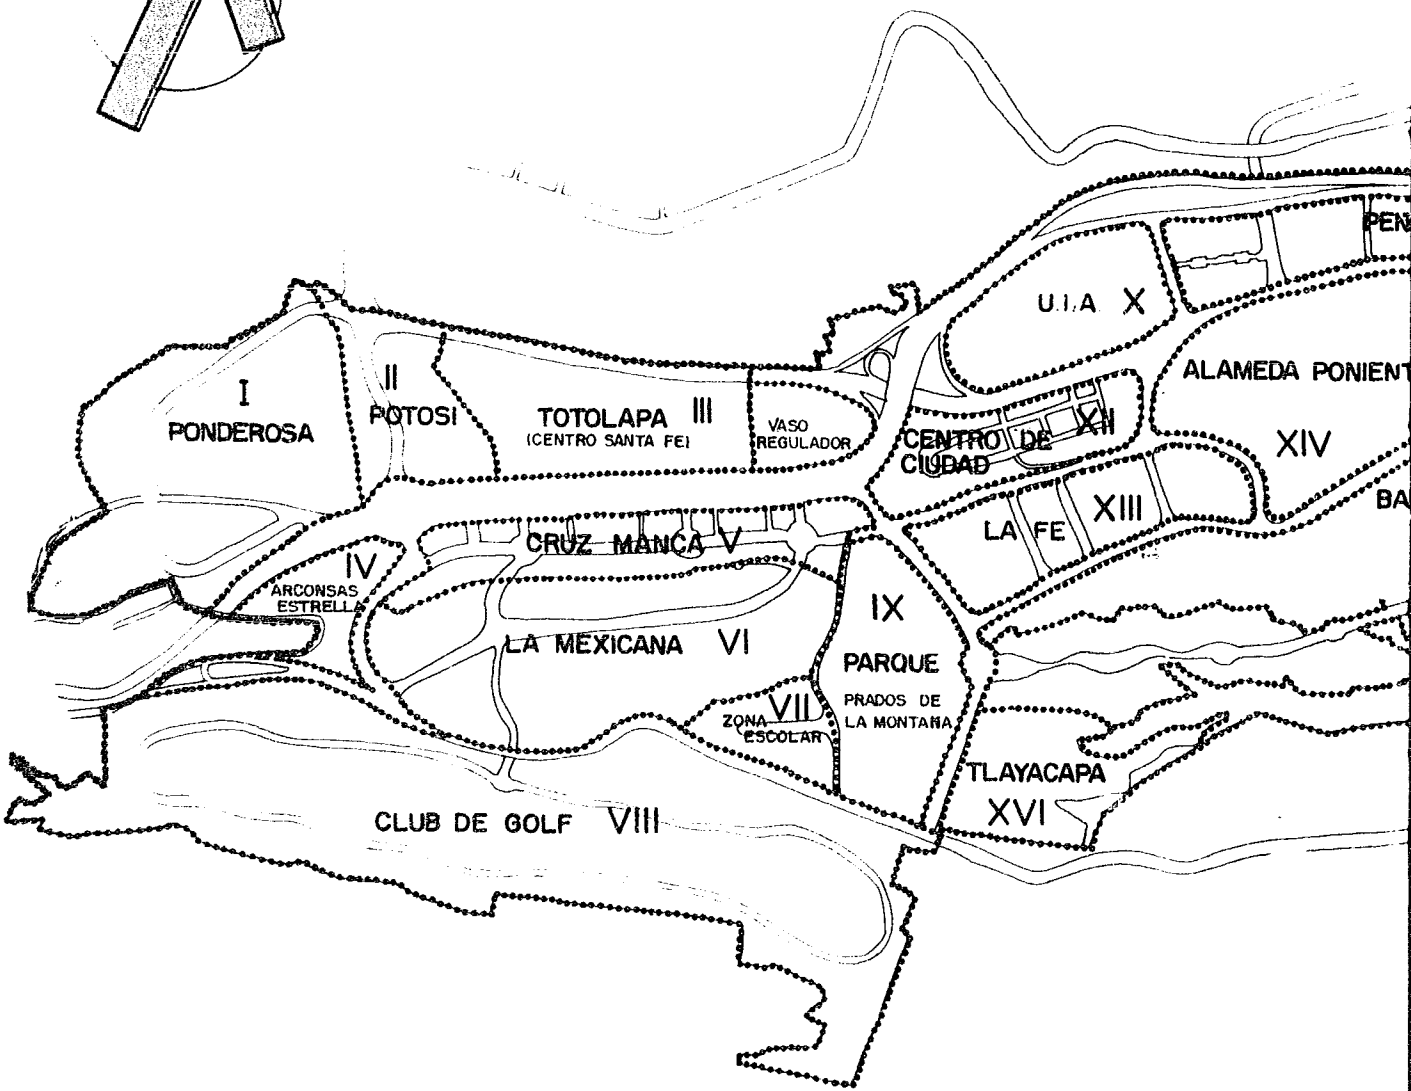 PEN
U.I.A X
ALAMEDA PONIENT
I
PONDEROSA
II
POTOSI
TOTOLAPA III
(CENTRO SANTA FE)
VASO
REGULADOR
CENTRO DE
CIUDAD
XII
XIV
BA
LA FE XIII
CRUZ MANCA V
IV
ARCONSAS
ESTRELLA
LA MEXICANA VI
IX
PARQUE
PRADOS DE
LA MONTAÑA
VII
ZONA
ESCOLAR
TLAYACAPA
XVI
CLUB DE GOLF VIII